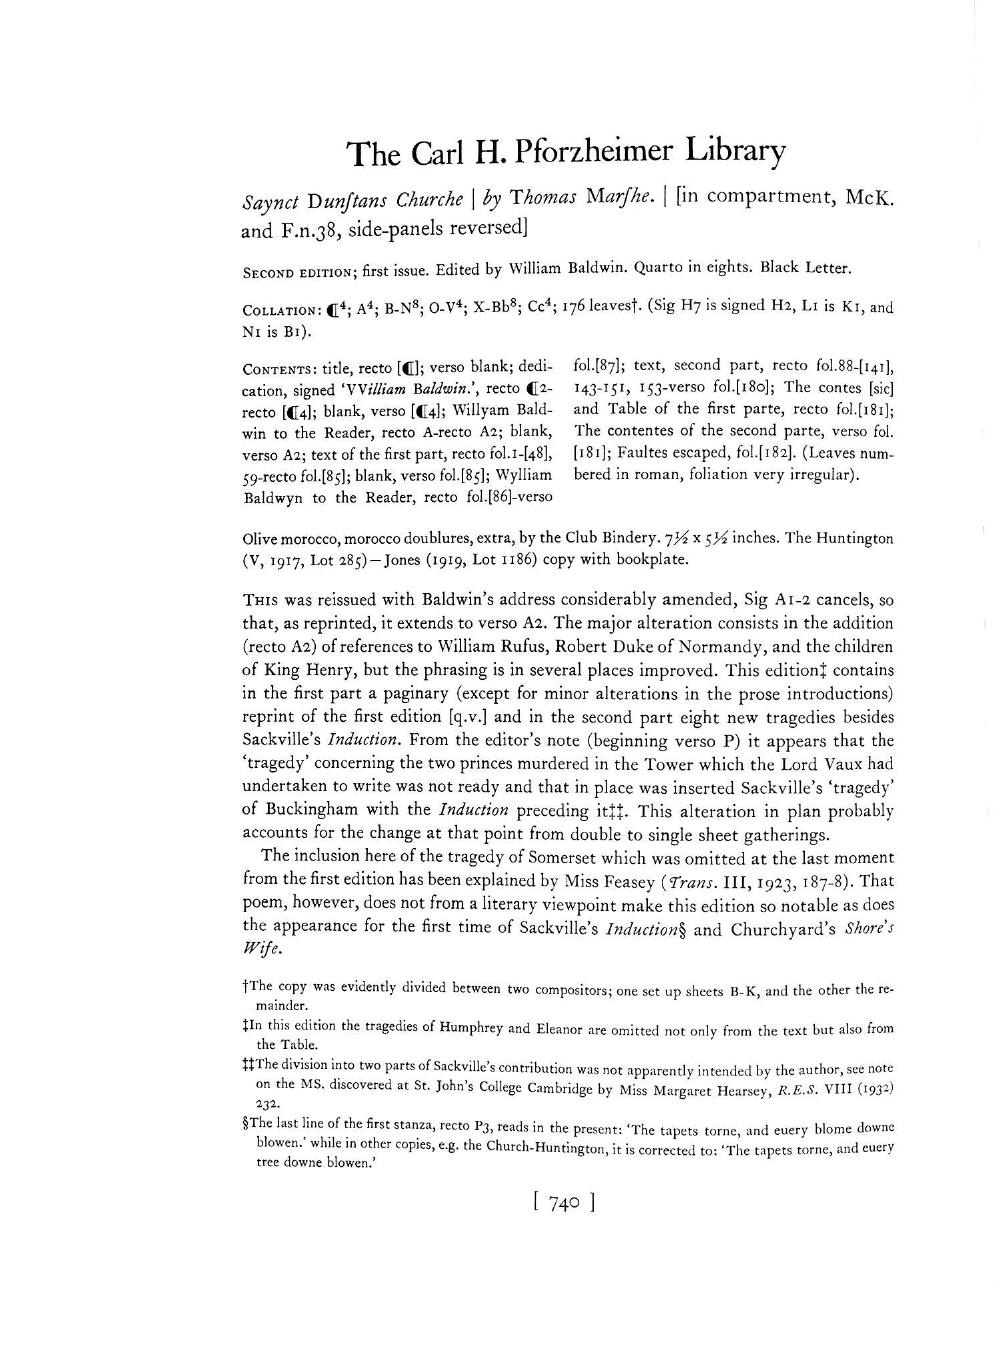 The Carl H. Pforzheimer Library
Saynct Dunſtans Churche | by Thomas Marſhe. | [in compartment, McK.
and F.n.38, side-panels reversed]
SECOND EDITION; first issue. Edited by William Baldwin. Quarto in eights. Black Letter.
COLLATION: ¶⁴; A⁴; B-N⁸; O-V⁴; X-Bb⁸; Cc⁴; 176 leaves†. (Sig H7 is signed H2, L1 is K1, and
N1 is B1).
CONTENTS: title, recto [¶]; verso blank; dedi-
cation, signed ‘VVilliam Baldwin.’, recto ¶2-
recto [¶4]; blank, verso [¶4]; Willyam Bald-
win to the Reader, recto A-recto A2; blank,
verso A2; text of the first part, recto fol.1-[48],
59-recto fol.[85]; blank, verso fol.[85]; Wylliam
Baldwyn to the Reader, recto fol.[86]-verso
fol.[87]; text, second part, recto fol.88-[141],
143-151, 153-verso fol.[180]; The contes [sic]
and Table of the first parte, recto fol.[181];
The contentes of the second parte, verso fol.
[181]; Faultes escaped, fol.[182]. (Leaves num-
bered in roman, foliation very irregular).
Olive morocco, morocco doublures, extra, by the Club Bindery. 7½ x 5½ inches. The Huntington
(V, 1917, Lot 285)—Jones (1919, Lot 1186) copy with bookplate.
THIS was reissued with Baldwin's address considerably amended, Sig A1-2 cancels, so
that, as reprinted, it extends to verso A2. The major alteration consists in the addition
(recto A2) of references to William Rufus, Robert Duke of Normandy, and the children
of King Henry, but the phrasing is in several places improved. This edition‡ contains
in the first part a paginary (except for minor alterations in the prose introductions)
reprint of the first edition [q.v.] and in the second part eight new tragedies besides
Sackville's Induction. From the editor's note (beginning verso P) it appears that the
‘tragedy’ concerning the two princes murdered in the Tower which the Lord Vaux had
undertaken to write was not ready and that in place was inserted Sackville's ‘tragedy’
of Buckingham with the Induction preceding it‡‡. This alteration in plan probably
accounts for the change at that point from double to single sheet gatherings.
The inclusion here of the tragedy of Somerset which was omitted at the last moment
from the first edition has been explained by Miss Feasey (Trans. III, 1923, 187-8). That
poem, however, does not from a literary viewpoint make this edition so notable as does
the appearance for the first time of Sackville's Induction§ and Churchyard's Shore's
Wife.
†The copy was evidently divided between two compositors; one set up sheets B-K, and the other the re-
mainder.
‡In this edition the tragedies of Humphrey and Eleanor are omitted not only from the text but also from
the Table.
‡‡The division into two parts of Sackville's contribution was not apparently intended by the author, see note
on the MS. discovered at St. John's College Cambridge by Miss Margaret Hearsey, R.E.S. VIII (1932)
232.
§The last line of the first stanza, recto P3, reads in the present: ‘The tapets torne, and euery blome downe
blowen.’ while in other copies, e.g. the Church-Huntington, it is corrected to: ‘The tapets torne, and euery
tree downe blowen.’
[ 740 ]